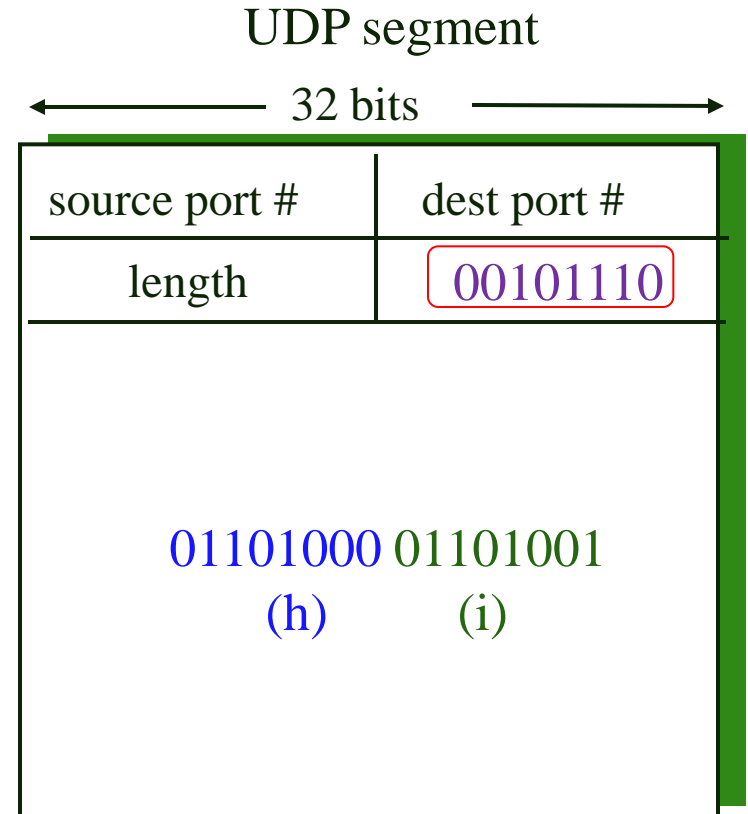 UDP segment
32 bits
source port # dest port #
length 00101110
01101000 01101001
(h) (i)